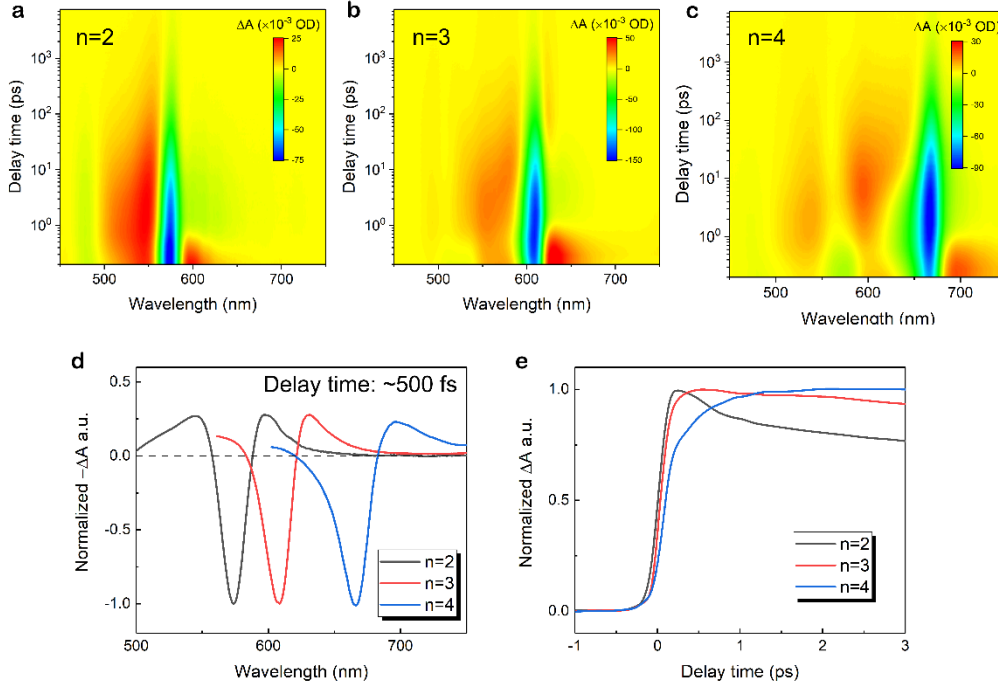 a
ΔA (×10⁻³ OD)
n=2
25
0
-25
-50
-75
10³
10²
10¹
10⁰
Delay time (ps)
500
600
700
Wavelength (nm)
b
ΔA (×10⁻³ OD)
n=3
50
0
-50
-100
-150
10³
10²
10¹
10⁰
Delay time (ps)
500
600
700
Wavelength (nm)
c
ΔA (×10⁻³ OD)
n=4
30
0
-30
-60
-90
10³
10²
10¹
10⁰
Delay time (ps)
500
600
700
Wavelength (nm)
d
Delay time: ~500 fs
0.5
0.0
-0.5
-1.0
Normalized −ΔA a.u.
n=2
n=3
n=4
500
600
700
Wavelength (nm)
e
1.0
0.5
0.0
Normalized ΔA a.u.
n=2
n=3
n=4
-1
0
1
2
3
Delay time (ps)